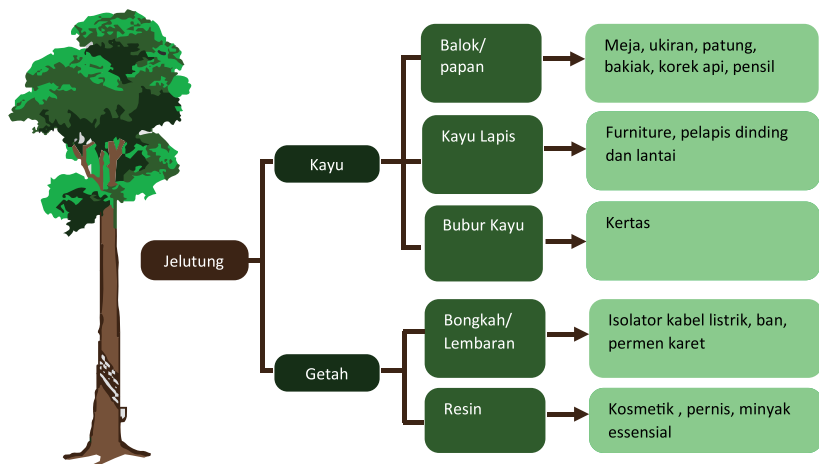 Jelutung
Kayu
Balok/
papan
Meja, ukiran, patung,
bakiak, korek api, pensil
Kayu Lapis
Furniture, pelapis dinding
dan lantai
Bubur Kayu
Kertas
Getah
Bongkah/
Lembaran
Isolator kabel listrik, ban,
permen karet
Resin
Kosmetik , pernis, minyak
essensial